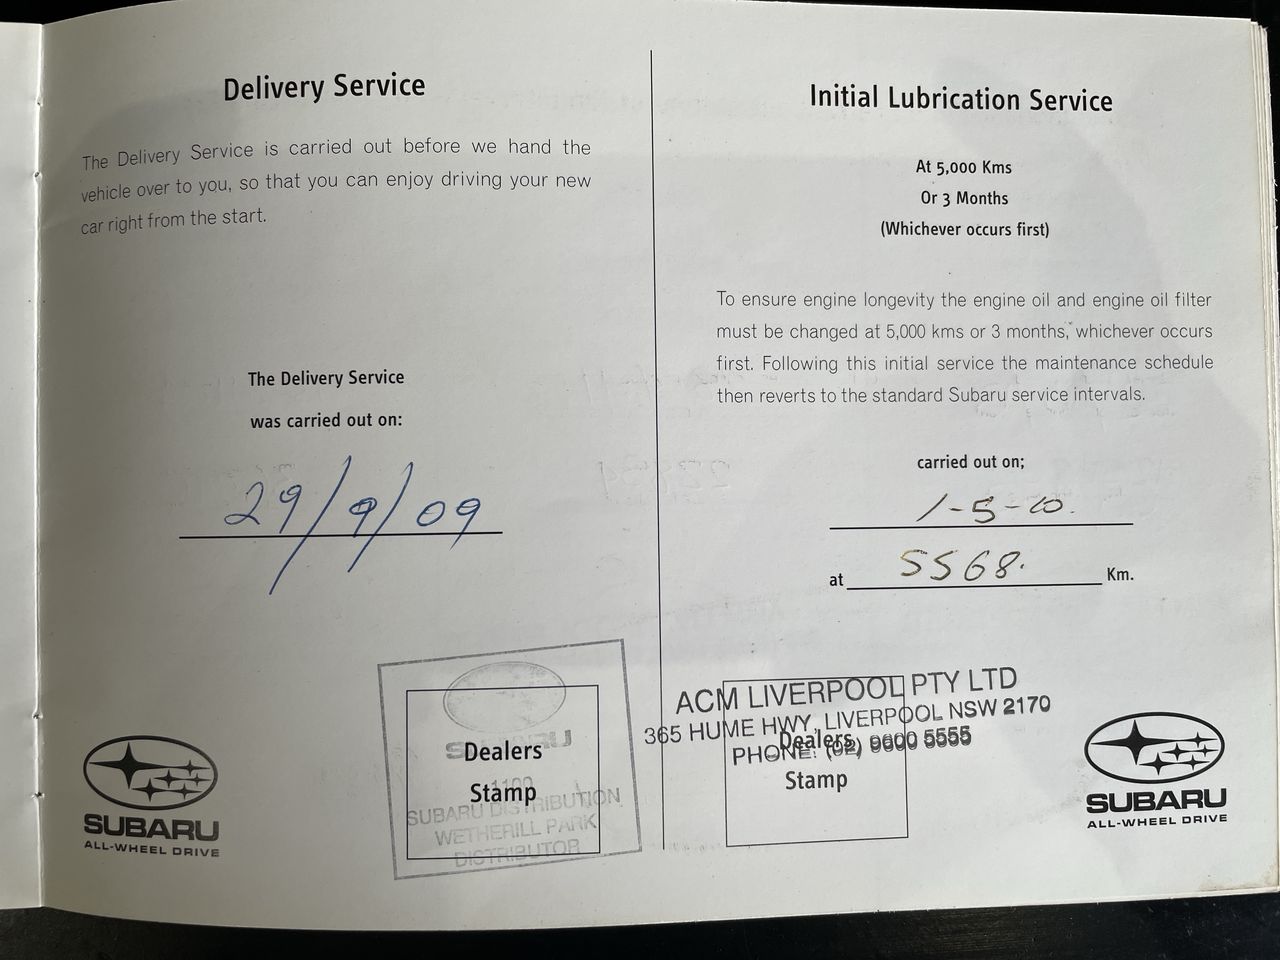 Delivery Service
The Delivery Service is carried out before we hand the
vehicle over to you, so that you can enjoy driving your new
car right from the start.
The Delivery Service
was carried out on:
29/9/09
SUBARU
Dealers
Stamp
1100
SUBARU DISTRIBUTION
WETHERILL PARK
DISTRIBUTOR
SUBARU
ALL-WHEEL DRIVE
Initial Lubrication Service
At 5,000 Kms
Or 3 Months
(Whichever occurs first)
To ensure engine longevity the engine oil and engine oil filter
must be changed at 5,000 kms or 3 months, whichever occurs
first. Following this initial service the maintenance schedule
then reverts to the standard Subaru service intervals.
carried out on;
1-5-10.
at 5568. Km.
ACM LIVERPOOL PTY LTD
365 HUME HWY, LIVERPOOL NSW 2170
PHONE: (02) 9600 5555
Dealers
Stamp
SUBARU
ALL-WHEEL DRIVE